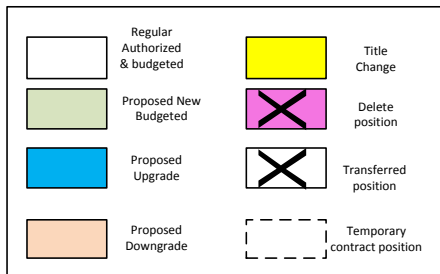 Regular
Authorized
& budgeted
Title
Change
Proposed New
Budgeted
Delete
position
Proposed
Upgrade
Transferred
position
Proposed
Downgrade
Temporary
contract position